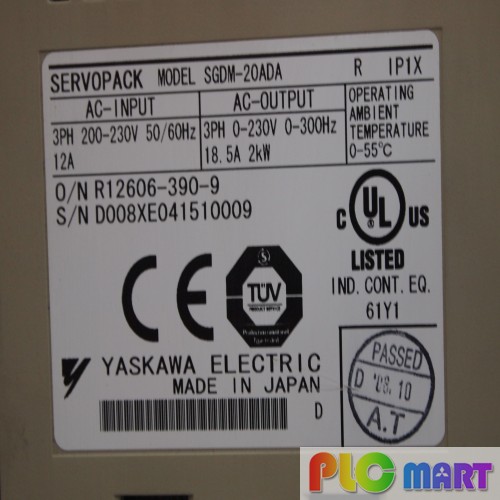 SERVOPACK MODEL SGDM-20ADA R IP1X
AC-INPUT AC-OUTPUT OPERATING
3PH 200-230V 50/60Hz 3PH 0-230V 0-300Hz AMBIENT
12A 18.5A 2kW TEMPERATURE
0-55℃
O/N R12606-390-9
S/N D008XE041510009
C UL US
LISTED
IND. CONT. EQ.
61Y1
CE
TÜV
PRODUCT SERVICE
YASKAWA ELECTRIC
MADE IN JAPAN
D
PASSED
D '08.10
A.T
PLC mart